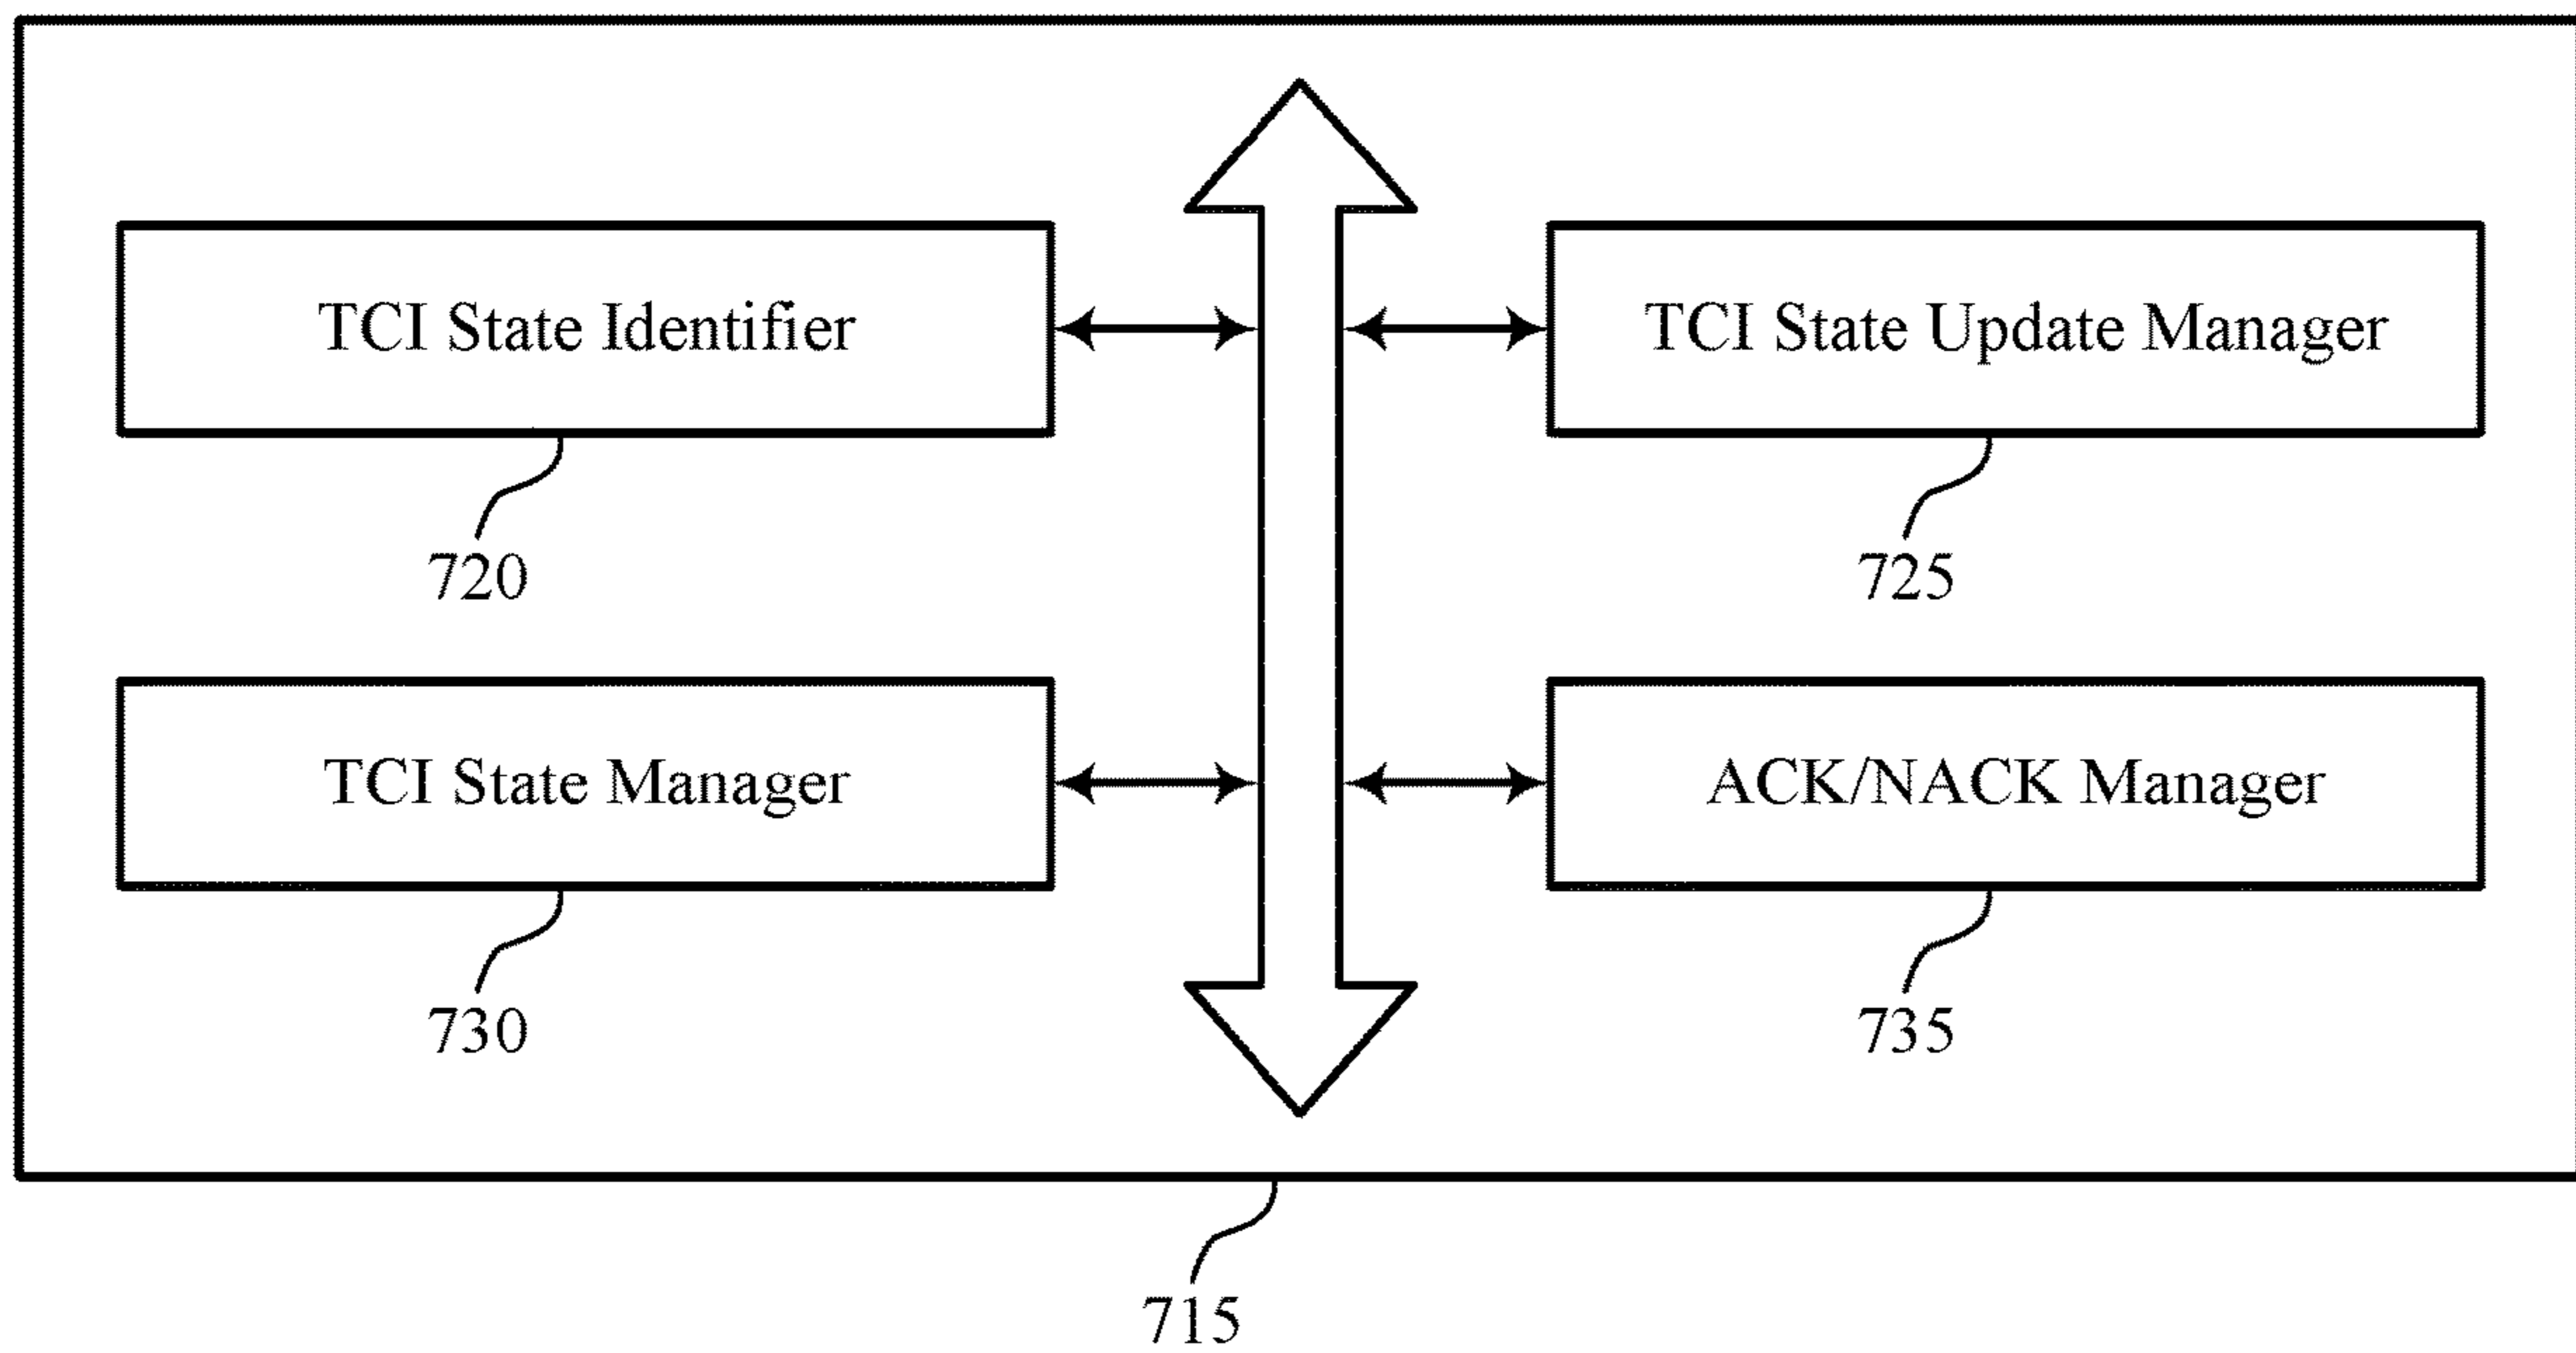 TCI State Identifier
TCI State Update Manager
720
725
TCI State Manager
ACK/NACK Manager
730
735
715